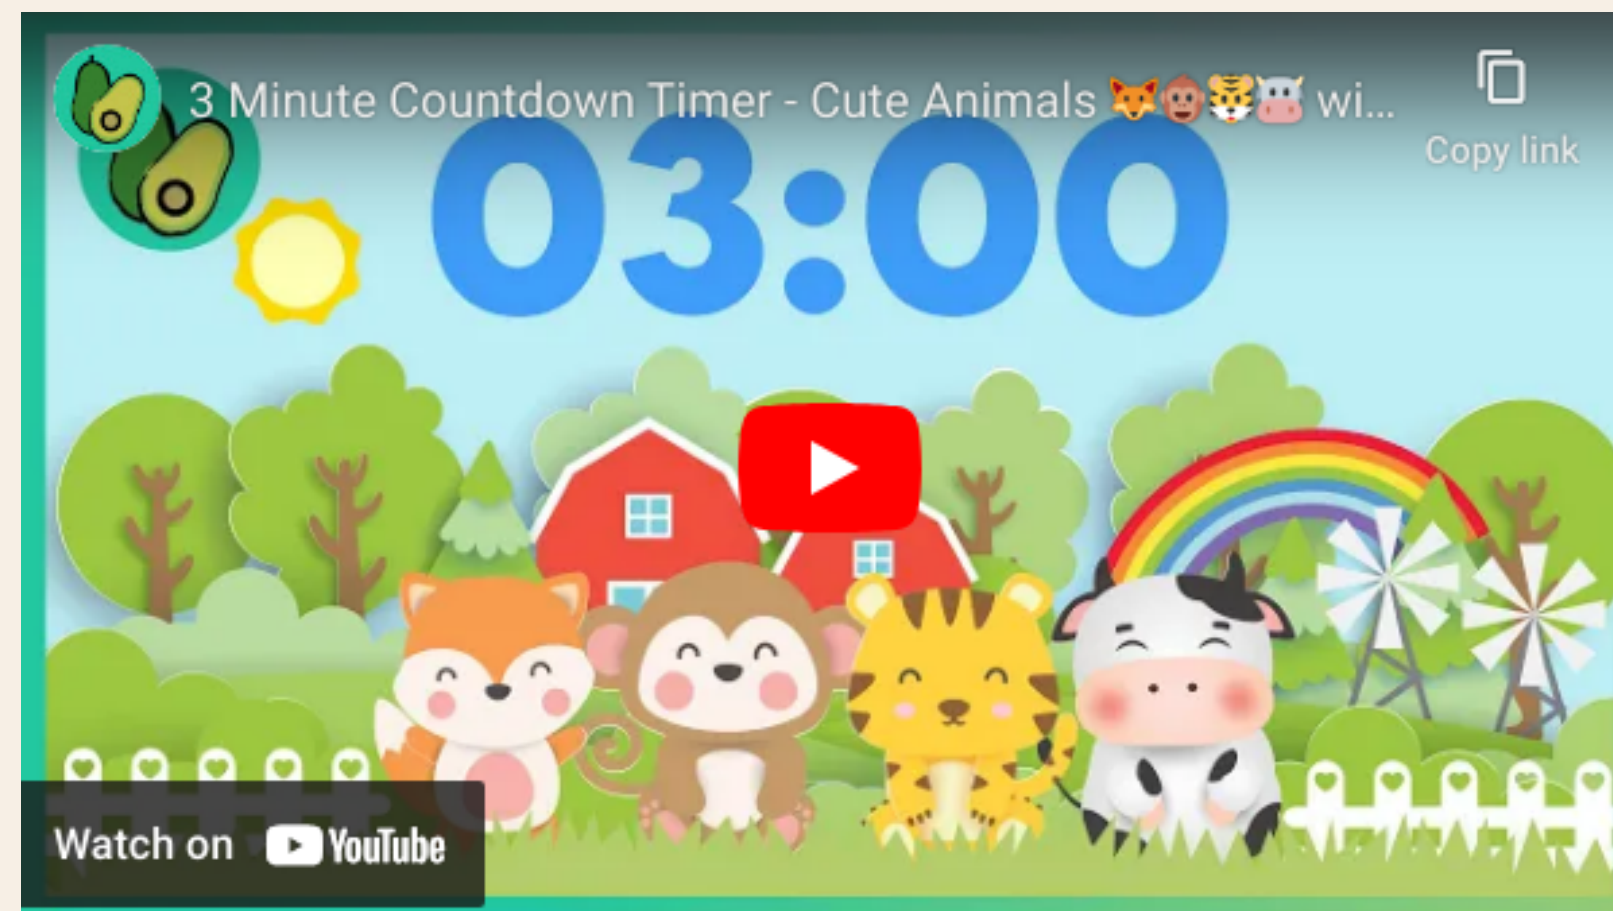 3 Minute Countdown Timer - Cute Animals 🦊🐵🐯🐮 wi...
Copy link
03:00
Watch on YouTube